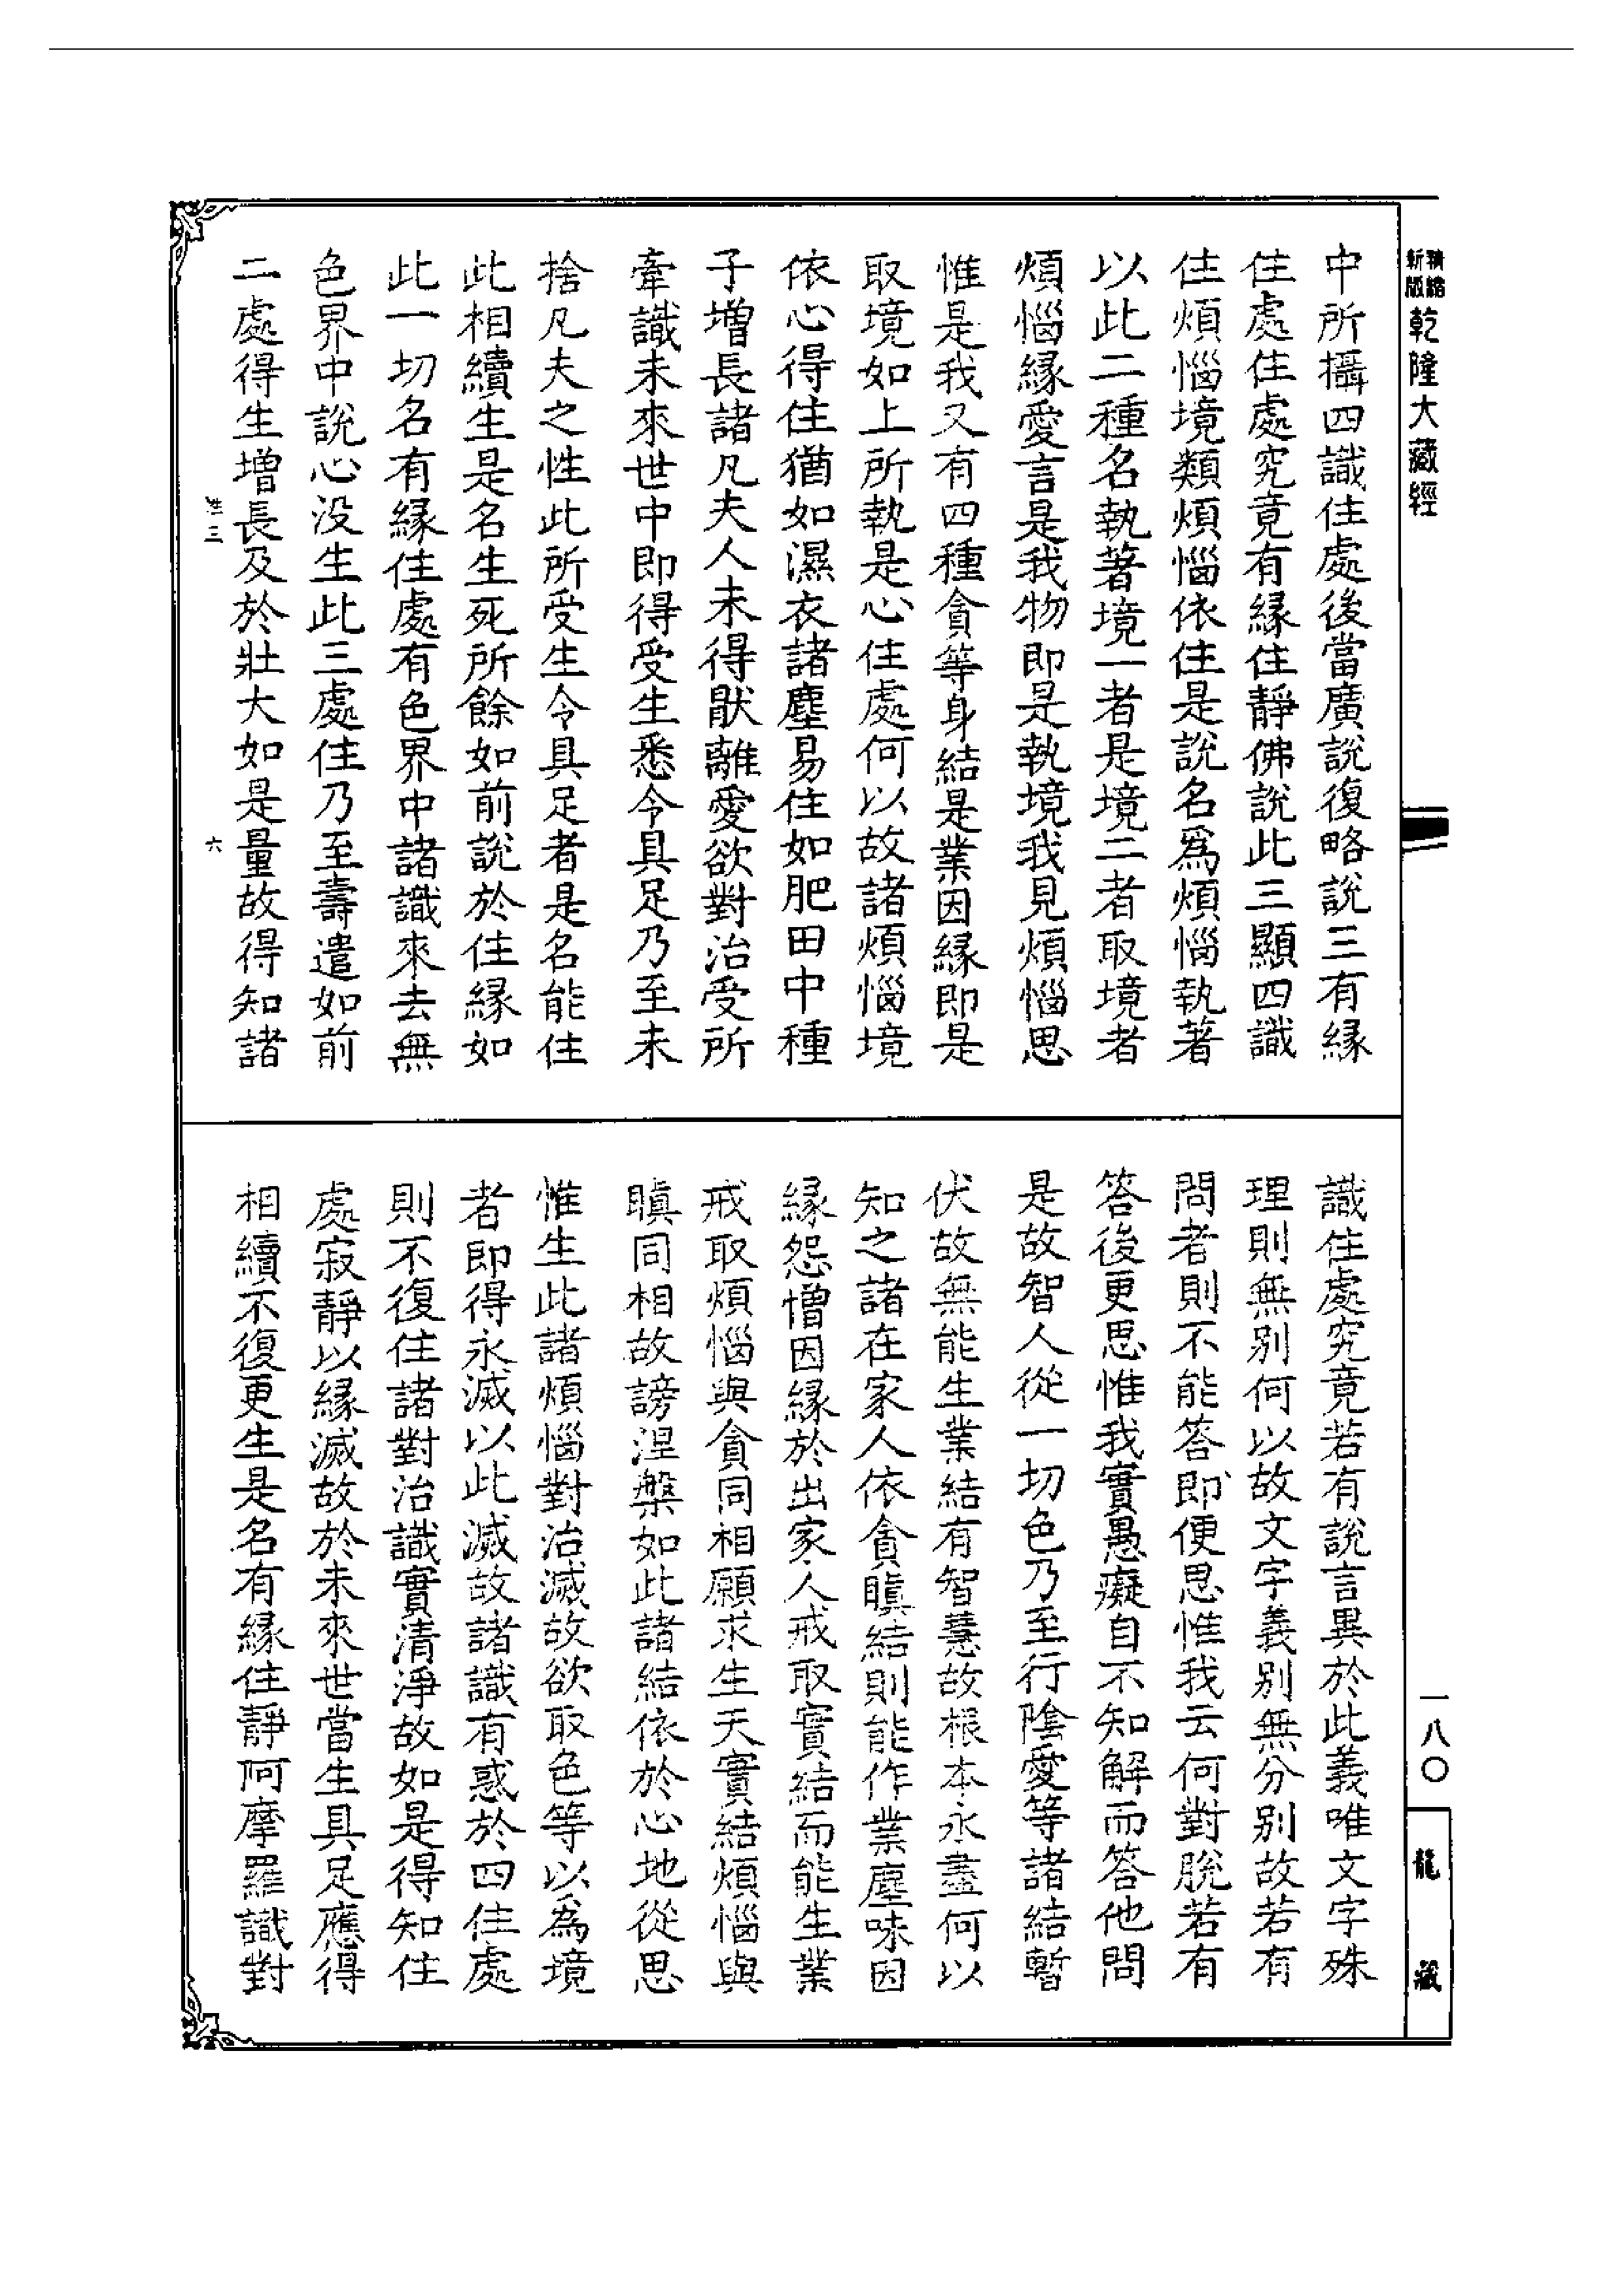 精縮新版乾隆大藏經
中所攝四識住處後當廣說復略說三有緣
住處住處究竟有緣住靜佛說此三顯四識
住煩惱境類煩惱依住是說名爲煩惱執著
以此二種名執著境一者是境二者取境者
煩惱緣愛言是我物即是執境我見煩惱思
惟是我又有四種貪等身結是業因緣即是
取境如上所執是心住處何以故諸煩惱境
依心得住猶如濕衣諸塵易住如肥田中種
子增長諸凡夫人未得猒離愛欲對治受所
牽識未來世中即得受生悉令具足乃至未
捨凡夫之性此所受生令具足者是名能住
此相續生是名生死所餘如前說於住緣如
此一切名有緣住處有色界中諸識來去無
色界中說心沒生此三處住乃至壽遣如前
二處得生增長及於壯大如是量故得知諸
性三
六
識住處究竟若有說言異於此義唯文字殊
理則無別何以故文字義別無分別故若有
問者則不能答即便思惟我云何對脫若有
答後更思惟我實愚癡自不知解而答他問
是故智人從一切色乃至行陰愛等諸結暫
伏故無能生業結有智慧故根本永盡何以
知之諸在家人依貪瞋結則能作業塵味因
緣怨憎因緣於出家人戒取實結而能生業
戒取煩惱與貪同相願求生天實結煩惱與
瞋同相故謗涅槃如此諸結依於心地從思
惟生此諸煩惱對治滅故欲取色等以為境
者即得永滅以此滅故諸識有惑於四住處
則不復住諸對治識實清淨故如是得知住
處寂靜以緣滅故於未來世當生具足應得
相續不復更生是名有緣住靜阿摩羅識對
一八〇
龍藏